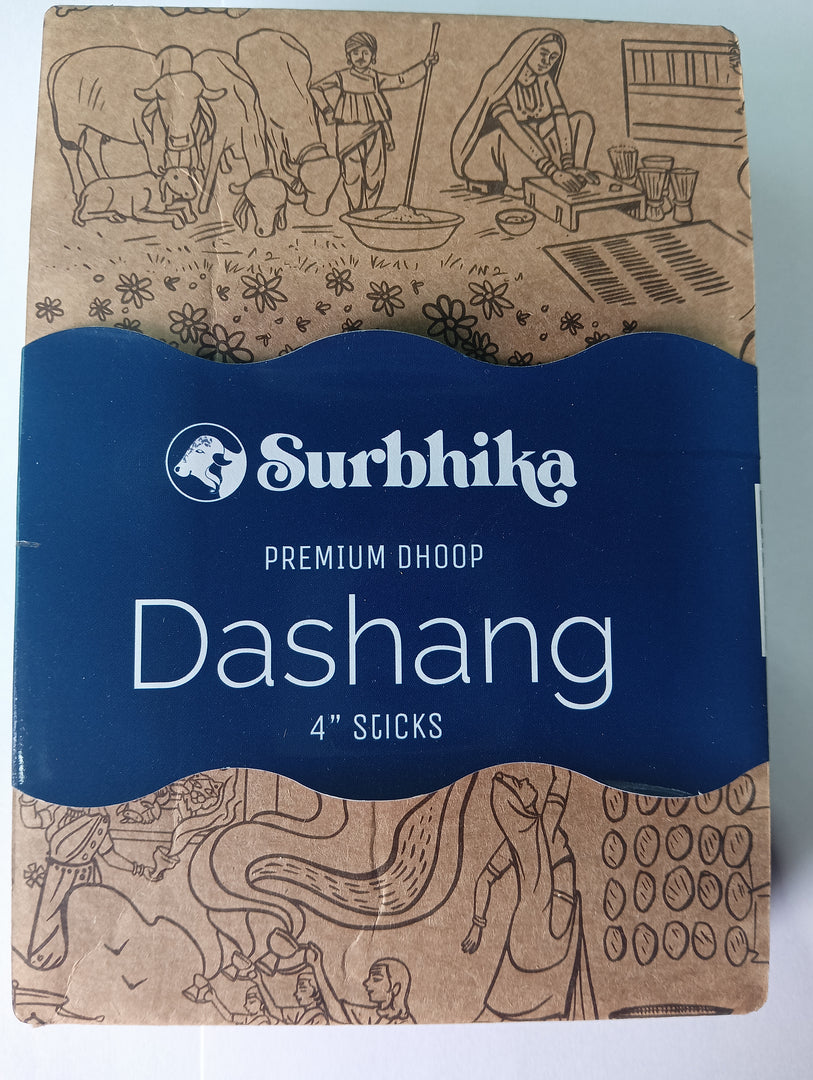 Surbhika
PREMIUM DHOOP
Dashang
4” STICKS